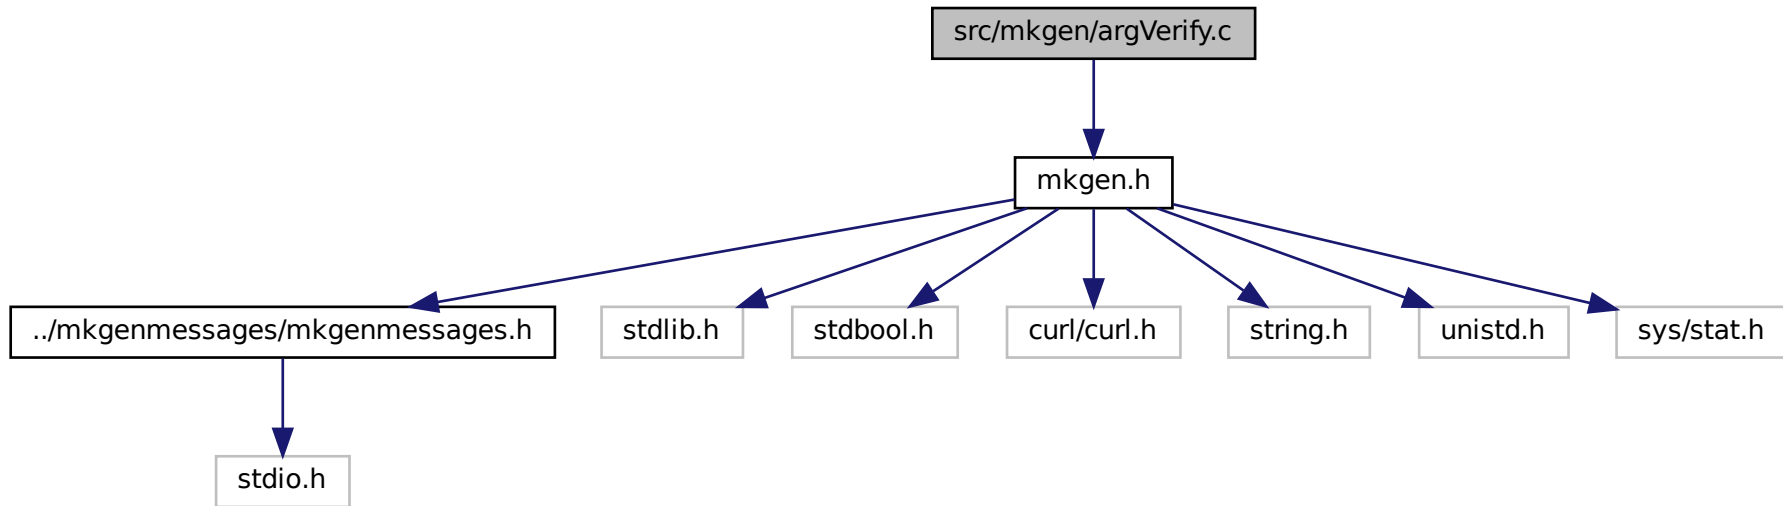 src/mkgen/argVerify.c
mkgen.h
../mkgenmessages/mkgenmessages.h
stdlib.h
stdbool.h
curl/curl.h
string.h
unistd.h
sys/stat.h
stdio.h